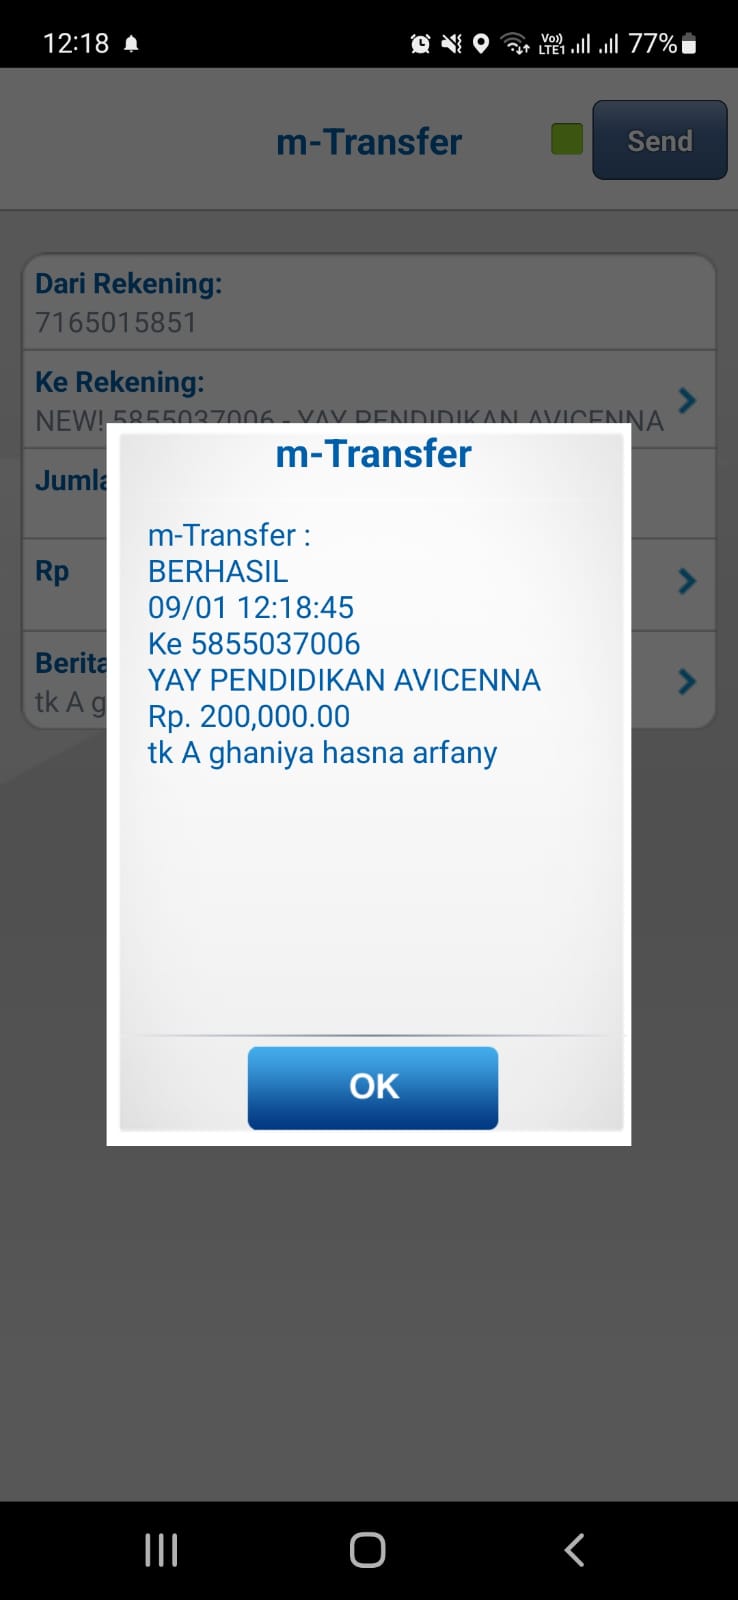 12:18
Vo))
LTE1
77%
m-Transfer
Send
Dari Rekening:
7165015851
Ke Rekening:
NEW! 5855037006 - YAY PENDIDIKAN AVICENNA
Jumla
Rp
Berita
tk A g
m-Transfer
m-Transfer :
BERHASIL
09/01 12:18:45
Ke 5855037006
YAY PENDIDIKAN AVICENNA
Rp. 200,000.00
tk A ghaniya hasna arfany
OK